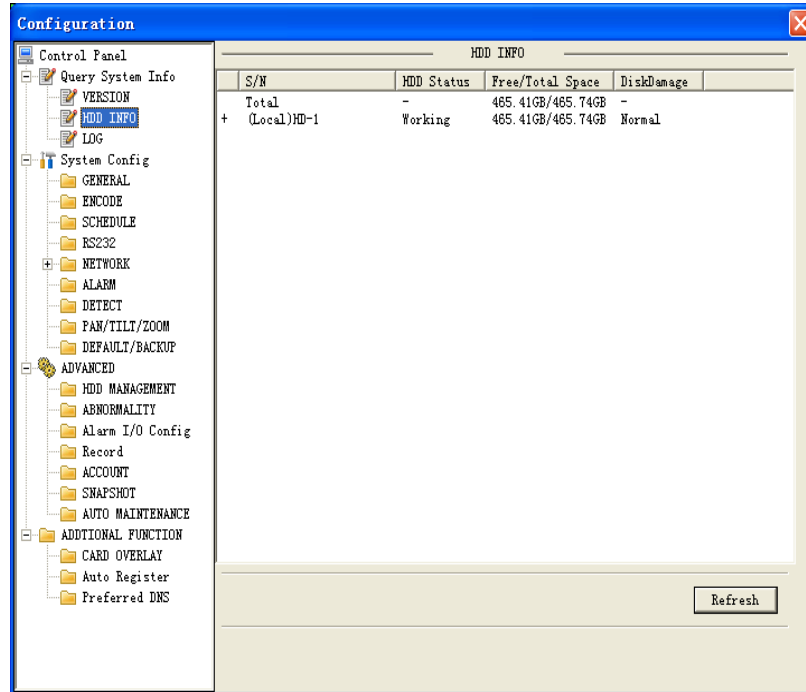 Configuration
Control Panel
Query System Info
VERSION
HDD INFO
LOG
System Config
GENERAL
ENCODE
SCHEDULE
RS232
NETWORK
ALARM
DETECT
PAN/TILT/ZOOM
DEFAULT/BACKUP
ADVANCED
HDD MANAGEMENT
ABNORMALITY
Alarm I/O Config
Record
ACCOUNT
SNAPSHOT
AUTO MAINTENANCE
ADDTIONAL FUNCTION
CARD OVERLAY
Auto Register
Preferred DNS
HDD INFO
S/N HDD Status Free/Total Space DiskDamage
Total - 465.41GB/465.74GB -
+ (Local)HD-1 Working 465.41GB/465.74GB Normal
Refresh